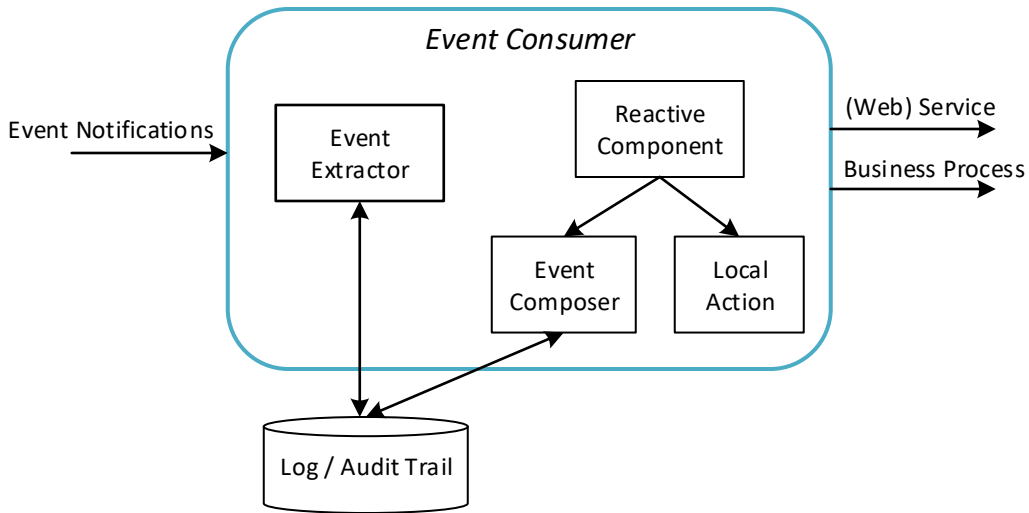 Event Consumer
Event Notifications
Event
Extractor
Reactive
Component
(Web) Service
Business Process
Event
Composer
Local
Action
Log / Audit Trail